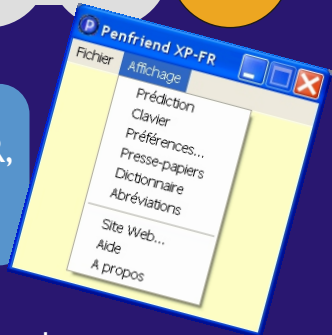 Penfriend XP-FR
Fichier Affichage
Prédiction
Clavier
Préférences...
Presse-papiers
Dictionnaire
Abréviations
Site Web...
Aide
A propos